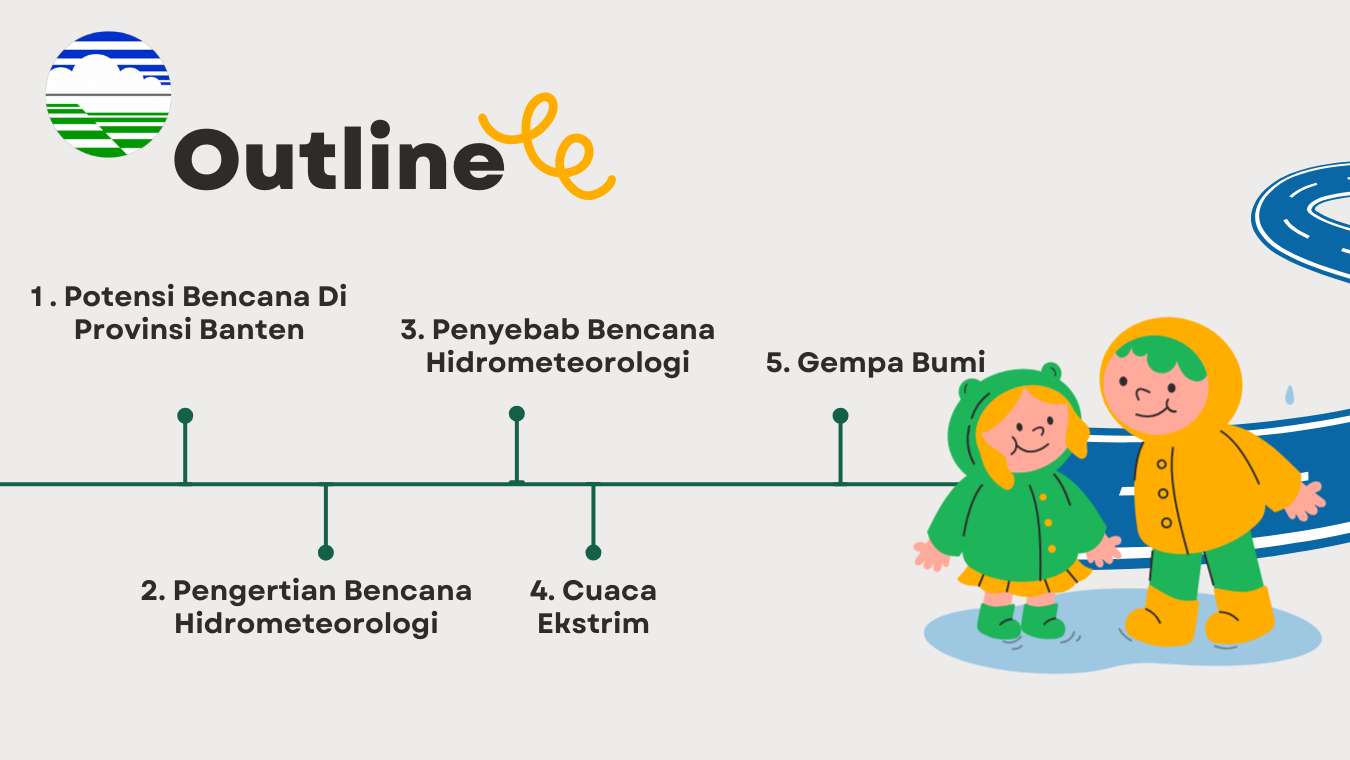 Outline
1. Potensi Bencana Di
Provinsi Banten
2. Pengertian Bencana
Hidrometeorologi
3. Penyebab Bencana
Hidrometeorologi
4. Cuaca
Ekstrim
5. Gempa Bumi